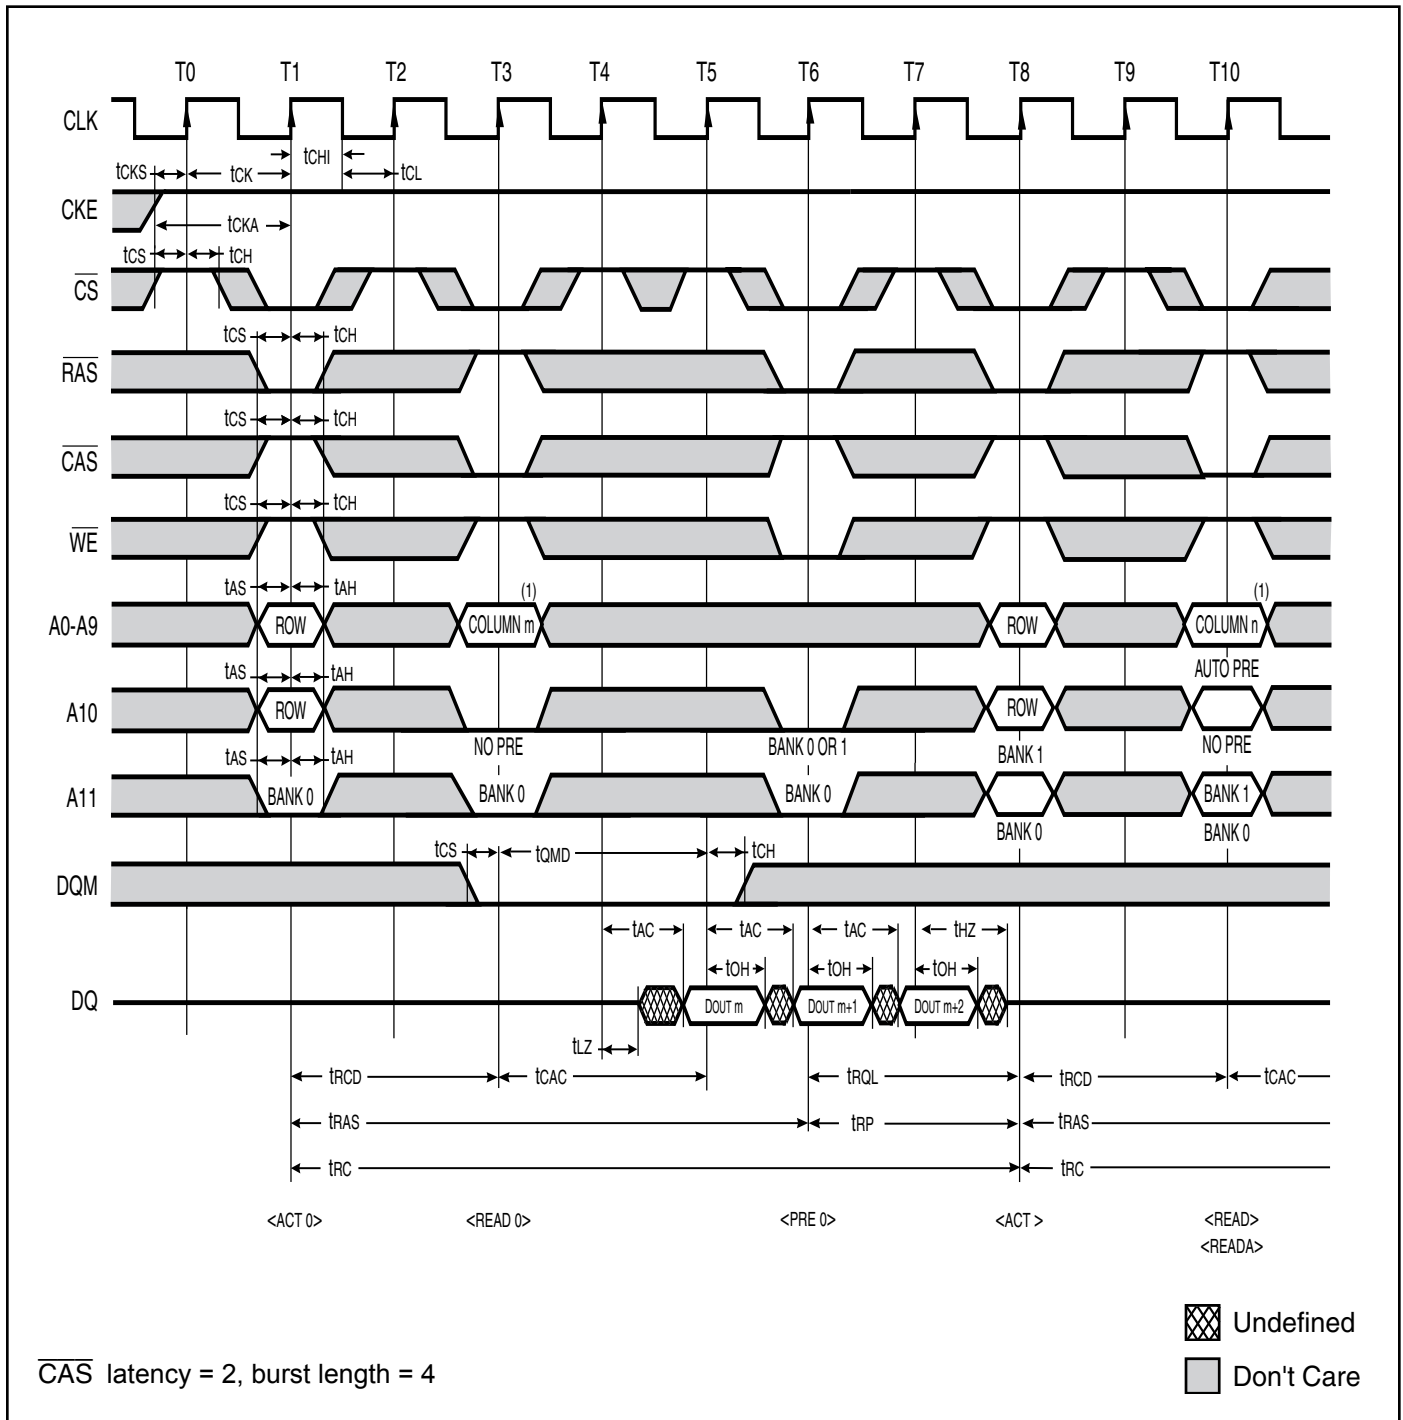 T0 T1 T2 T3 T4 T5 T6 T7 T8 T9 T10
CLK
tCHI
tCKS tCK tCL
CKE
tCKA
tCS tCH
CS
tCS tCH
RAS
tCS tCH
CAS
tCS tCH
WE
tAS tAH (1) (1)
A0-A9 ROW COLUMN m ROW COLUMN n
tAS tAH AUTO PRE
A10 ROW ROW
NO PRE BANK 0 OR 1 BANK 1 NO PRE
tAS tAH
A11 BANK 0 BANK 0 BANK 0 BANK 1
BANK 0 BANK 0
tCS tQMD tCH
DQM
tAC tAC tAC tHZ
tOH tOH tOH
DQ DOUT m DOUT m+1 DOUT m+2
tLZ
tRCD tCAC tRQL tRCD tCAC
tRAS tRP tRAS
tRC tRC
<ACT 0> <READ 0> <PRE 0> <ACT > <READ>
<READA>
Undefined
CAS latency = 2, burst length = 4 Don't Care